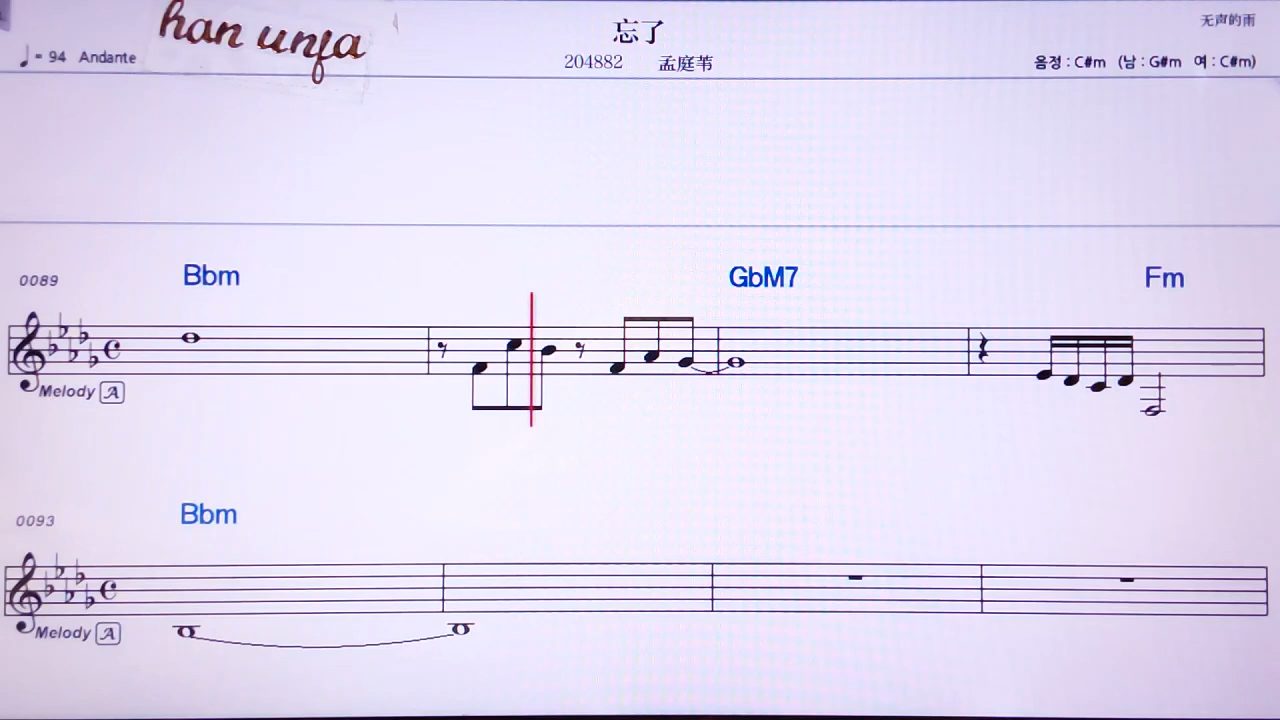 han unja
忘了
无声的雨
♩= 94 Andante
204882 孟庭苇
음정 : C#m (남 : G#m 여 : C#m)
0089
Bbm GbM7 Fm
Melody A
0093
Bbm
Melody A